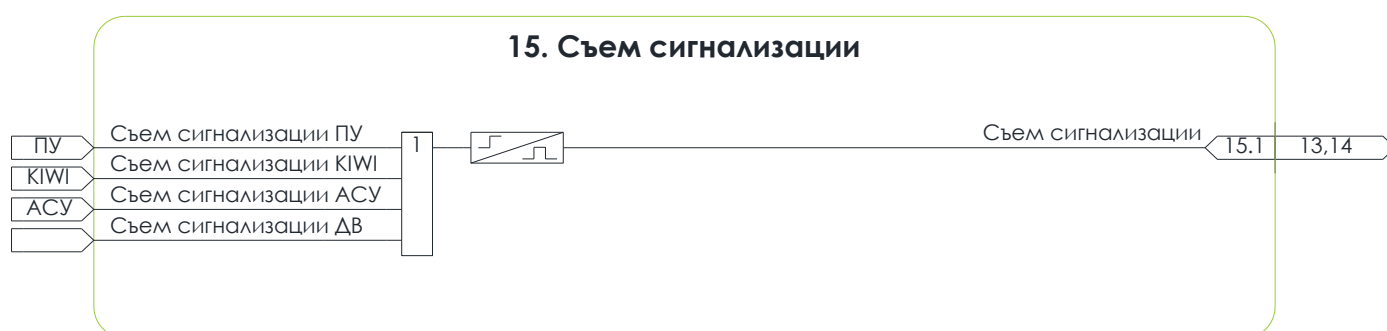 15. Съем сигнализации
ПУ Съем сигнализации ПУ 1 Съем сигнализации 15.1 13,14
KIWI Съем сигнализации KIWI
АСУ Съем сигнализации АСУ
Съем сигнализации ДВ